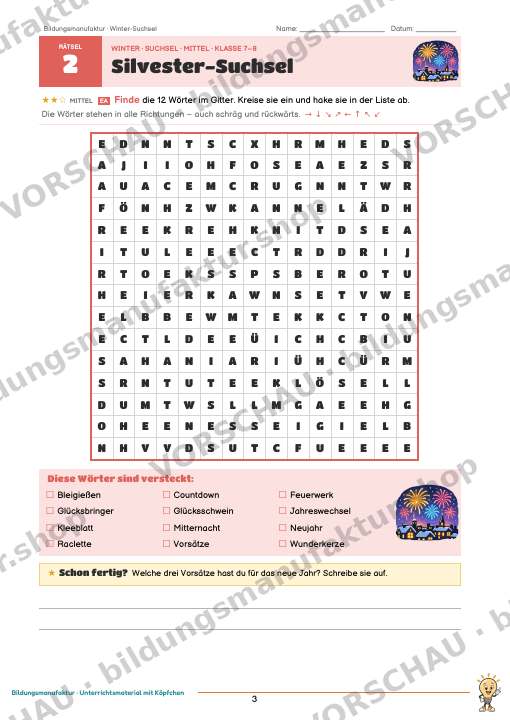 Bildungsmanufaktur · Winter-Suchsel Name: Datum:
RÄTSEL
2
WINTER · SUCHSEL · MITTEL · KLASSE 7–8
Silvester-Suchsel
★★☆ MITTEL EA Finde die 12 Wörter im Gitter. Kreise sie ein und hake sie in der Liste ab.
Die Wörter stehen in alle Richtungen – auch schräg und rückwärts. → ↓ ↘ ↗ ← ↑ ↖ ↙
E D N N T S C X H R M H E D S
A J I I O H F O S E A E Z S R
A U A C E M C R U G N N T W R
F Ö N H Z W K A N N E L Ä D H
R E E K R E H K N I T D S E A
I T U L E E E C T R D D R I J
R T O E K S S P S B E R O T U
H E I E R K A W N S E T V W E
E L B B E W M T E K K C T O N
E C T L D E E Ü I C H C B I U
S A H A N I A R I Ü H C Ü R M
S R N T U T E E K L Ö S E L L
D U M T W S L L M G A E E H G
O H E E N E S S E I G I E L B
N H V V D S U T C F U E E E E
Diese Wörter sind versteckt:
Bleigießen Countdown Feuerwerk
Glücksbringer Glücksschwein Jahreswechsel
Kleeblatt Mitternacht Neujahr
Raclette Vorsätze Wunderkerze
★ Schon fertig? Welche drei Vorsätze hast du für das neue Jahr? Schreibe sie auf.
Bildungsmanufaktur · Unterrichtsmaterial mit Köpfchen
3
VORSCHAU · bildungsmanufaktur.shop